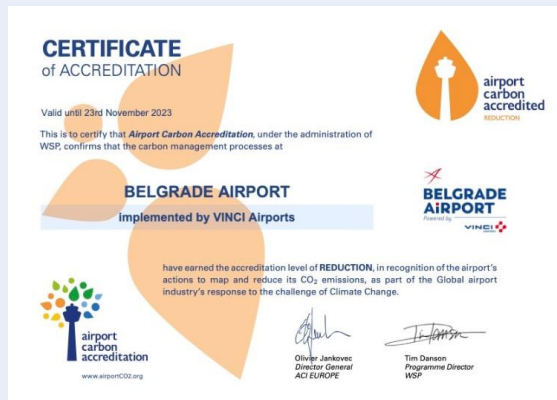 CERTIFICATE
of ACCREDITATION
airport
carbon
accredited
REDUCTION
Valid until 23rd November 2023
This is to certify that Airport Carbon Accreditation, under the administration of
WSP, confirms that the carbon management processes at
BELGRADE AIRPORT
implemented by VINCI Airports
BELGRADE
AiRPORT
Powered by
VINCI
have earned the accreditation level of REDUCTION, in recognition of the airport's
actions to map and reduce its CO₂ emissions, as part of the Global airport
industry's response to the challenge of Climate Change.
airport
carbon
accreditation
www.airportCO2.org
Olivier Jankovec
Director General
ACI EUROPE
Tim Danson
Programme Director
WSP